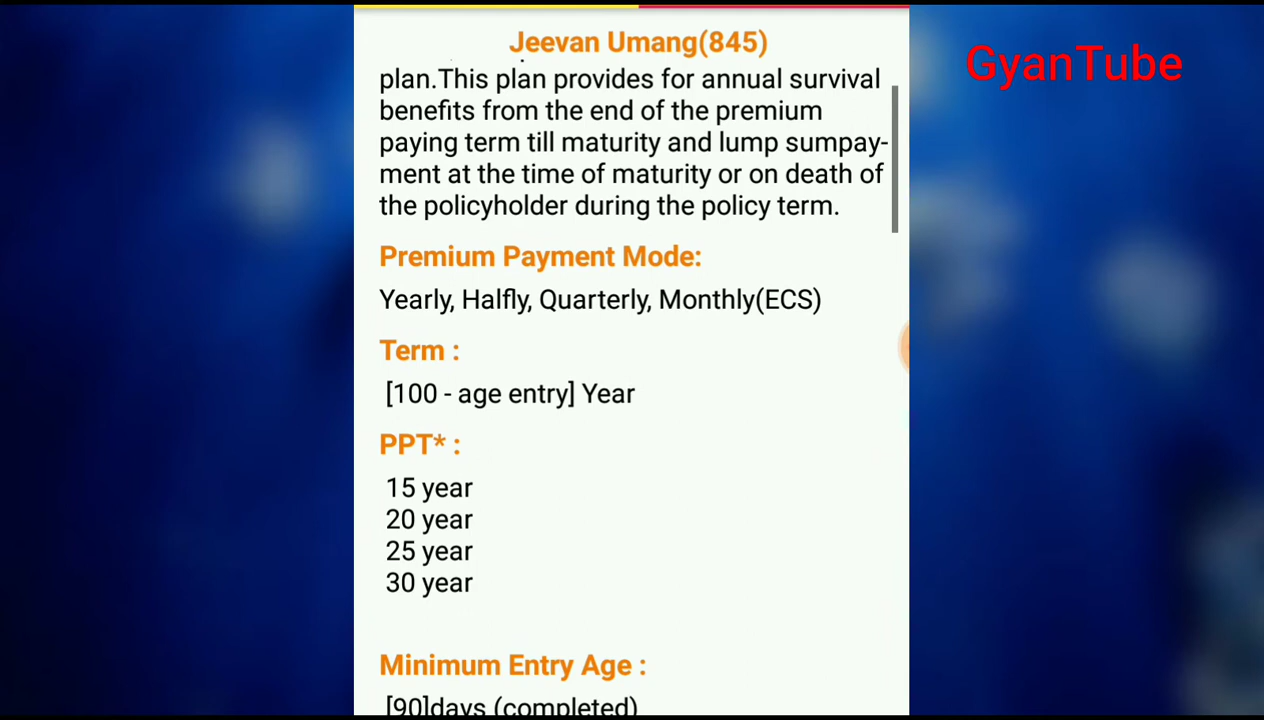 Jeevan Umang(845)
GyanTube
plan.This plan provides for annual survival
benefits from the end of the premium
paying term till maturity and lump sumpay-
ment at the time of maturity or on death of
the policyholder during the policy term.
Premium Payment Mode:
Yearly, Halfly, Quarterly, Monthly(ECS)
Term :
[100 - age entry] Year
PPT* :
15 year
20 year
25 year
30 year
Minimum Entry Age :
[90]days (completed)